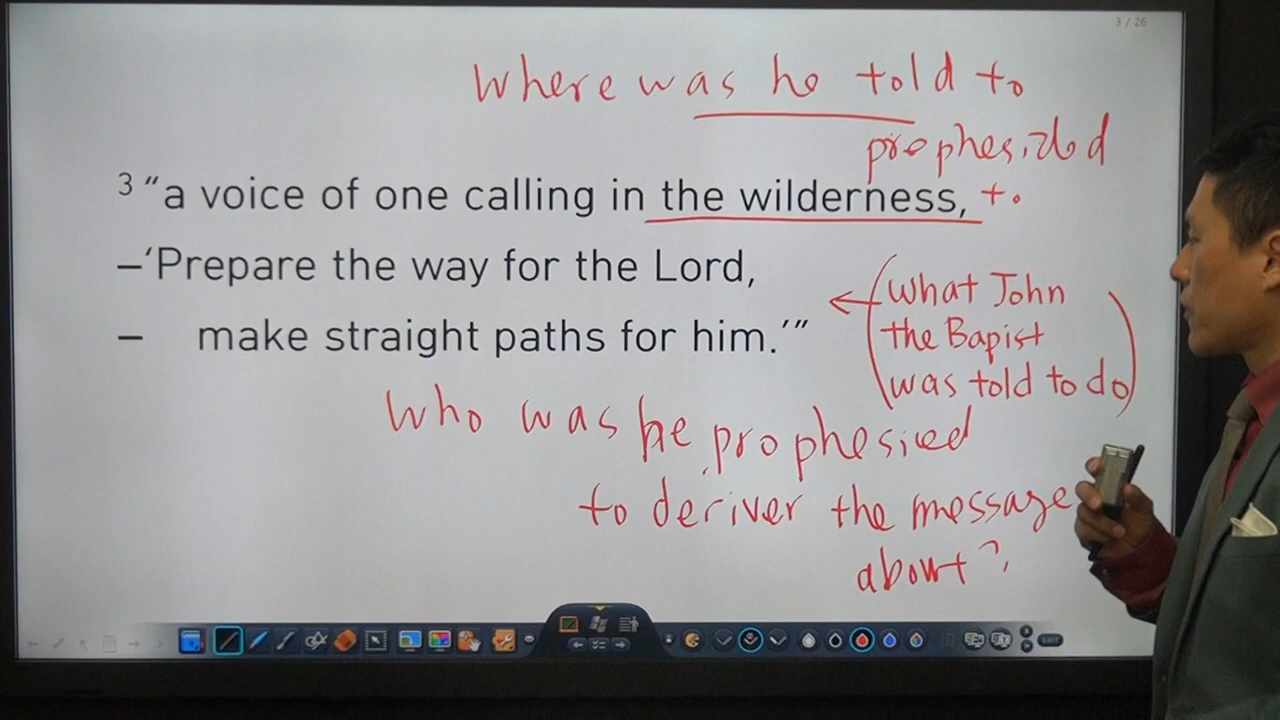 3 / 26
where was he told to
prophesided
3 “a voice of one calling in the wilderness, to
–‘Prepare the way for the Lord,
– make straight paths for him.’”
(what John
the Bapist
was told to do)
who was he prophesied
to deriver the message
about?
EXIT